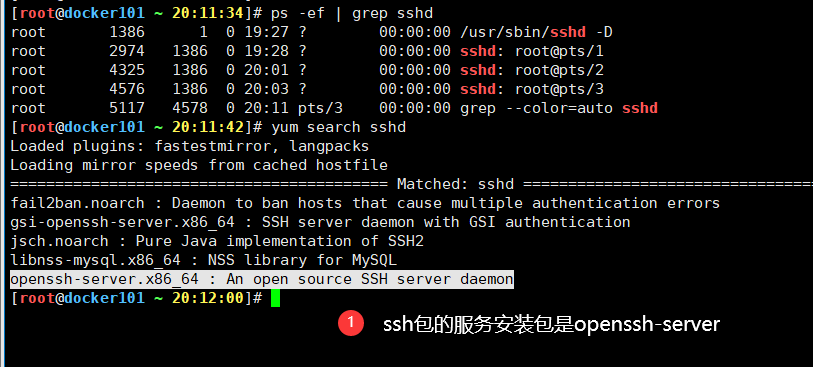 [root@docker101 ~ 20:11:34]# ps -ef | grep sshd
root       1386      1  0 19:27 ?        00:00:00 /usr/sbin/sshd -D
root       2974   1386  0 19:28 ?        00:00:00 sshd: root@pts/1
root       4325   1386  0 20:01 ?        00:00:00 sshd: root@pts/2
root       4576   1386  0 20:03 ?        00:00:00 sshd: root@pts/3
root       5117   4578  0 20:11 pts/3    00:00:00 grep --color=auto sshd
[root@docker101 ~ 20:11:42]# yum search sshd
Loaded plugins: fastestmirror, langpacks
Loading mirror speeds from cached hostfile
======================================== Matched: sshd ===============================
fail2ban.noarch : Daemon to ban hosts that cause multiple authentication errors
gsi-openssh-server.x86_64 : SSH server daemon with GSI authentication
jsch.noarch : Pure Java implementation of SSH2
libnss-mysql.x86_64 : NSS library for MySQL
openssh-server.x86_64 : An open source SSH server daemon
[root@docker101 ~ 20:12:00]#
1 ssh包的服务安装包是openssh-server